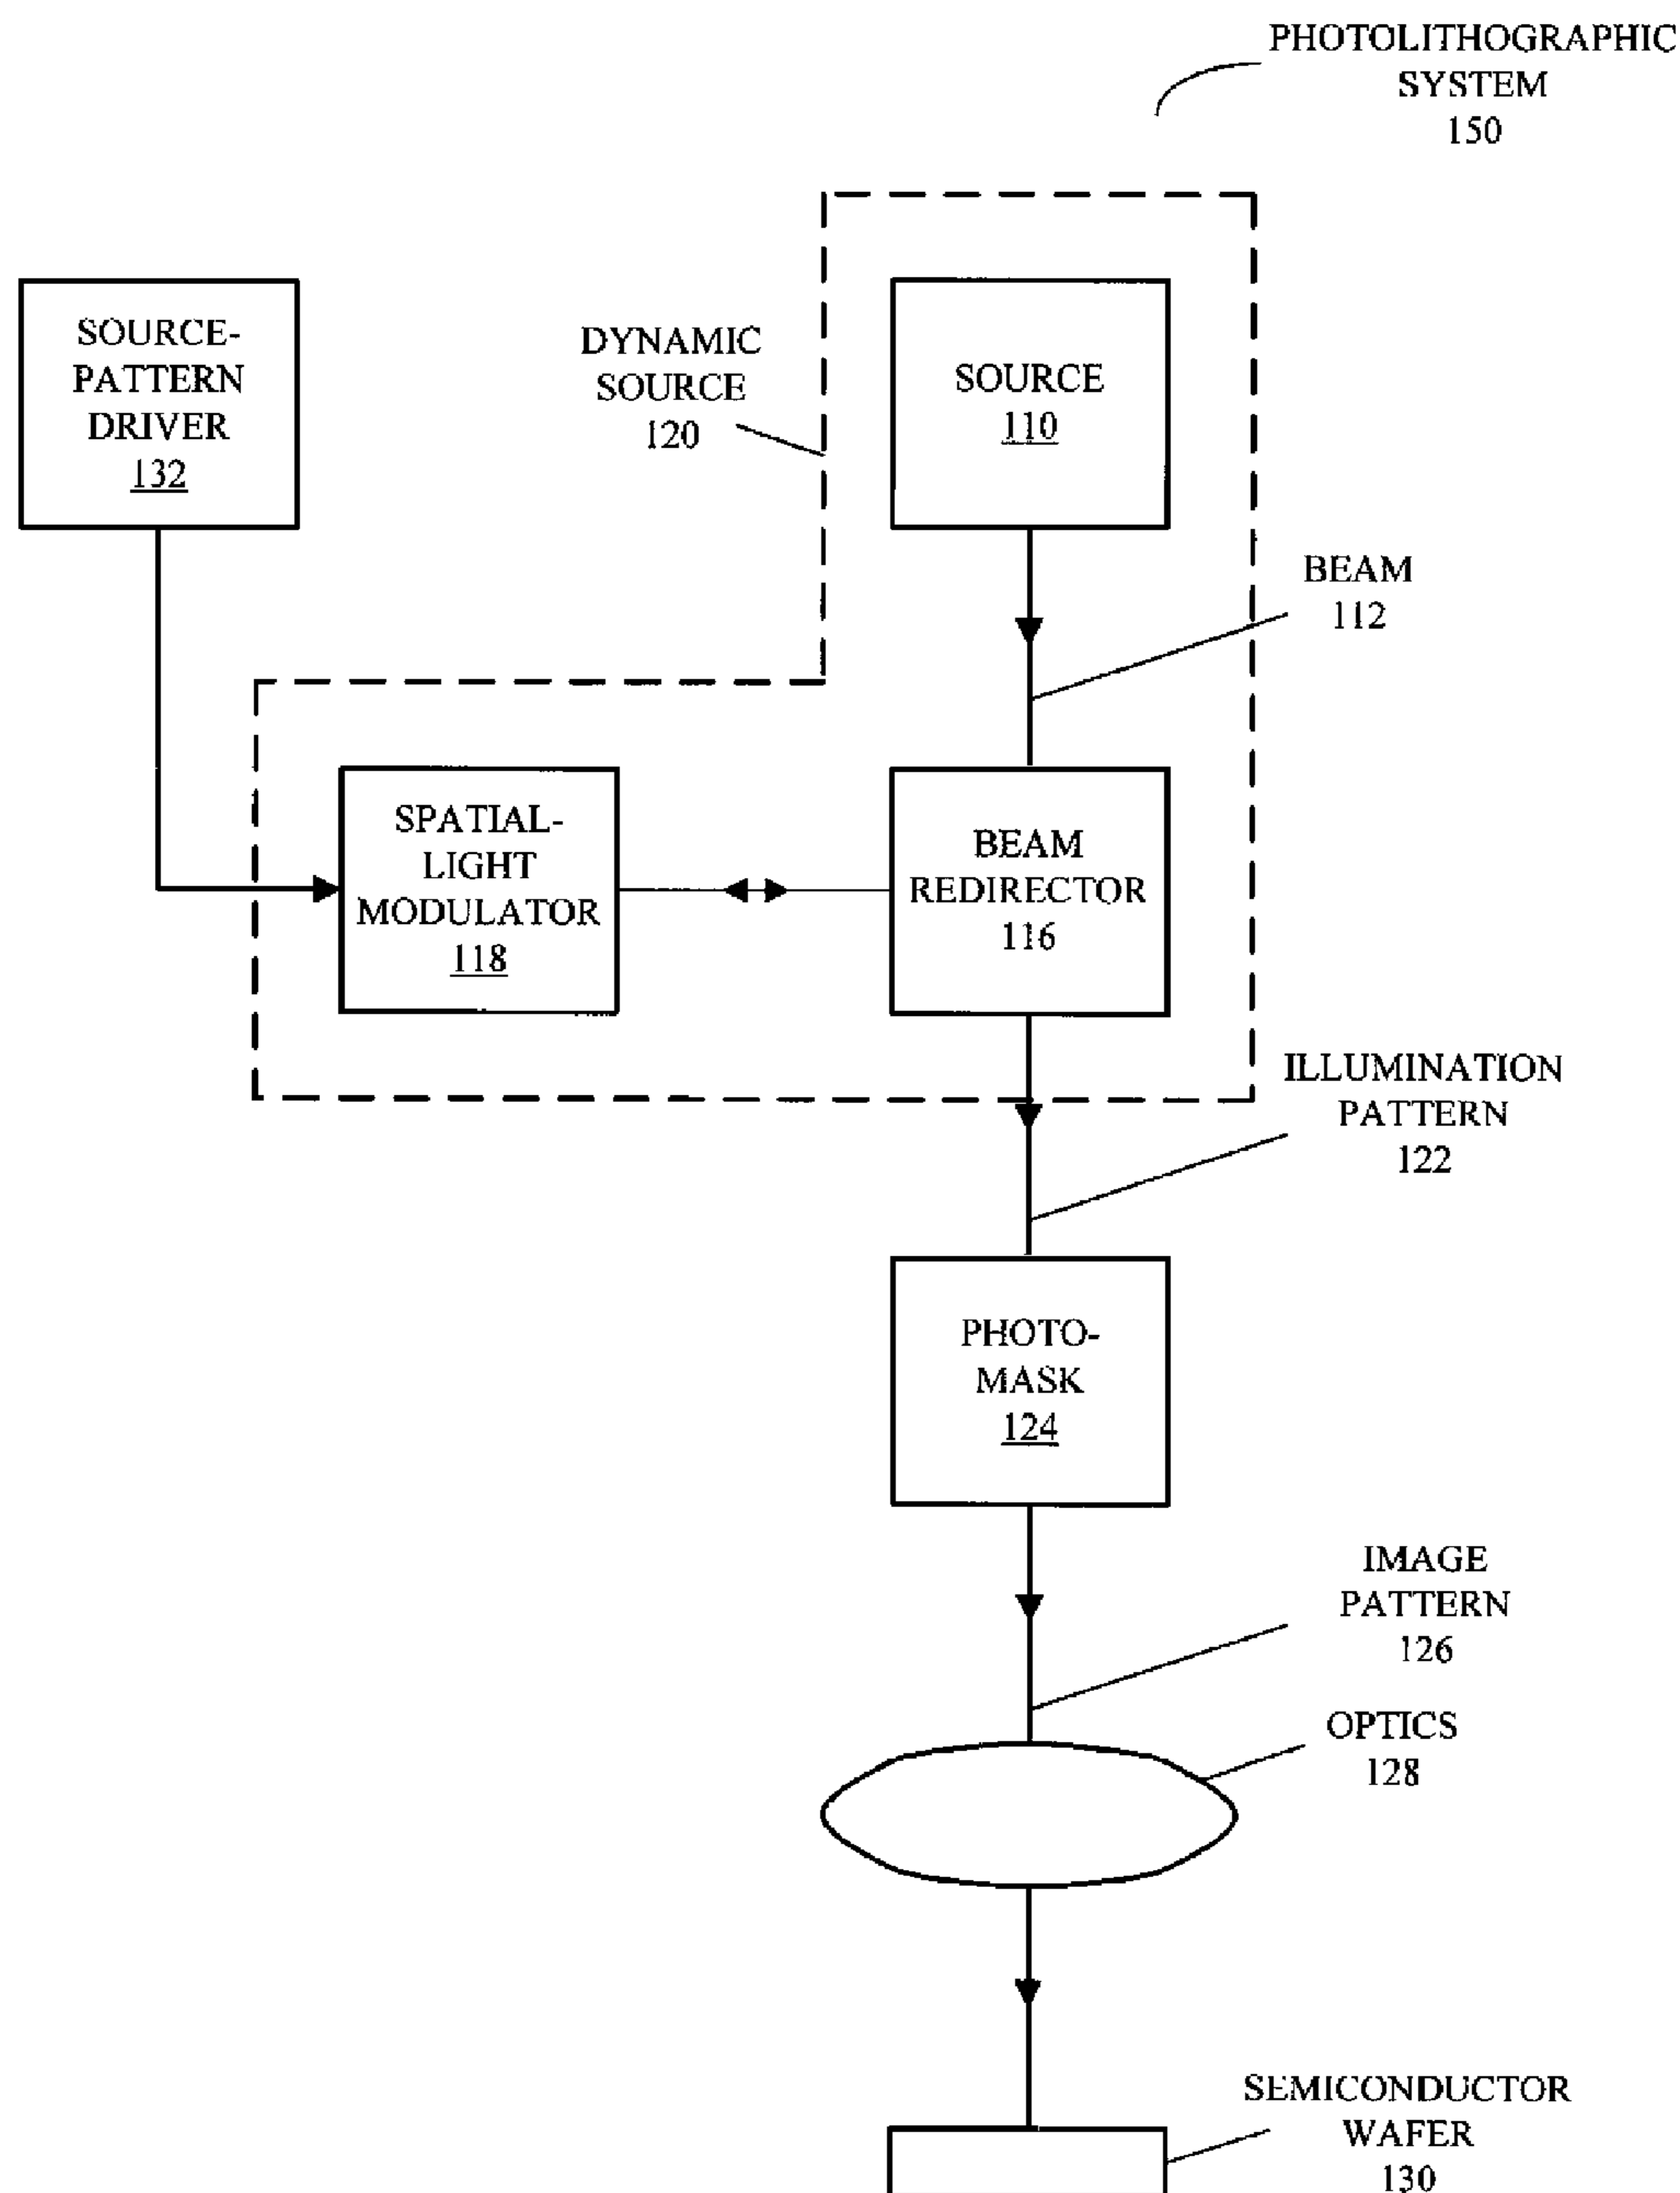 PHOTOLITHOGRAPHIC
SYSTEM
150
SOURCE-
PATTERN
DRIVER
132
DYNAMIC
SOURCE
120
SOURCE
110
BEAM
112
SPATIAL-
LIGHT
MODULATOR
118
BEAM
REDIRECTOR
116
ILLUMINATION
PATTERN
122
PHOTO-
MASK
124
IMAGE
PATTERN
126
OPTICS
128
SEMICONDUCTOR
WAFER
130